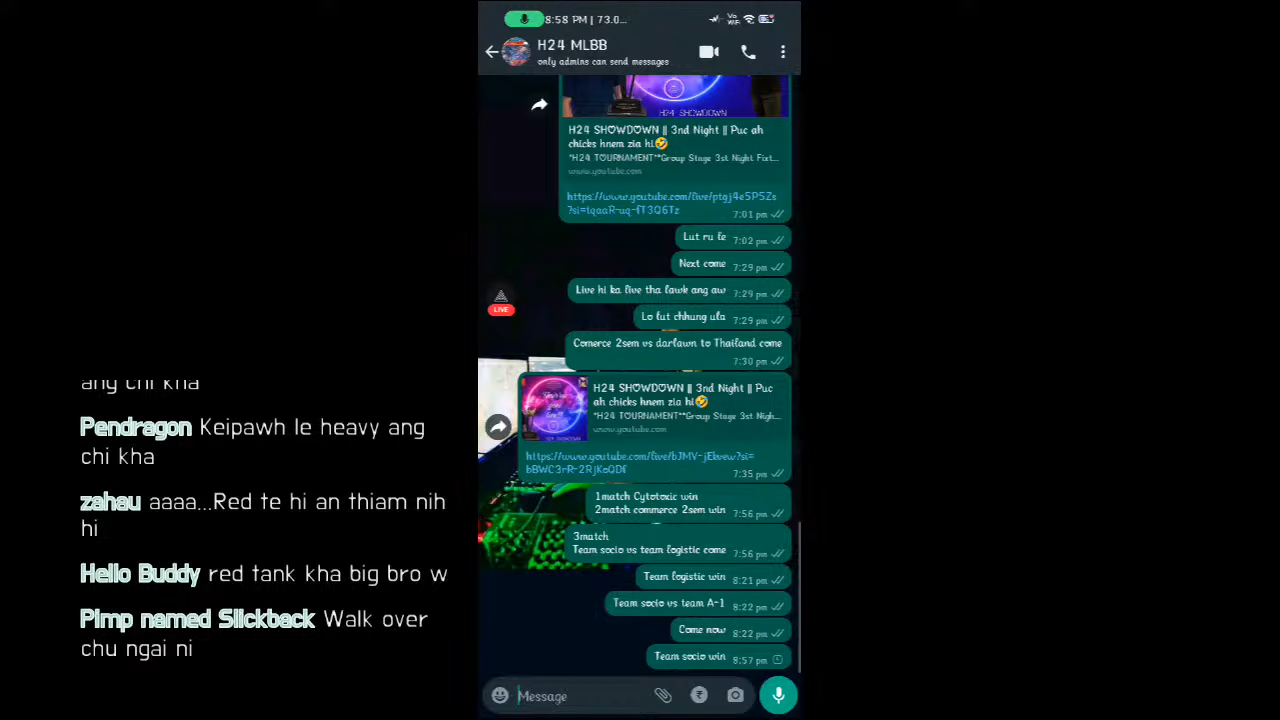 ang chi kha
Pendragon Keipawh le heavy ang
chi kha
zahau aaaa...Red te hi an thiam nih
hi
Hello Buddy red tank kha big bro w
Pimp named Slickback Walk over
chu ngai ni
8:58 PM | 73.0...
Vo
WiFi
H24 MLBB
only admins can send messages
H24 SHOWDOWN
H24 SHOWDOWN || 3nd Night || Puc ah
chicks hnem zia hi🤣
*H24 TOURNAMENT**Group Stage 3st Night Fixt...
www.youtube.com
https://www.youtube.com/live/ptgj4e5P5Zs
?si=tqaaR-uq-fT3Q6Tz
7:01 pm
Lut ru le
7:02 pm
Next come
7:29 pm
Live hi ka live tha lawk ang aw
7:29 pm
LIVE
Lo lut chhung ula
7:29 pm
Comerce 2sem vs darlawn to Thailand come
7:30 pm
H24 SHOWDOWN || 3nd Night || Puc
ah chicks hnem zia hi🤣
*H24 TOURNAMENT**Group Stage 3st Nigh...
www.youtube.com
https://www.youtube.com/live/bJMV-jEkvew?si=
bBWC3rR-2RjKoQDf
7:35 pm
1match Cytotoxic win
2match commerce 2sem win
7:56 pm
3match
Team socio vs team logistic come
7:56 pm
Team logistic win
8:21 pm
Team socio vs team A-1
8:22 pm
Come now
8:22 pm
Team socio win
8:57 pm
Message